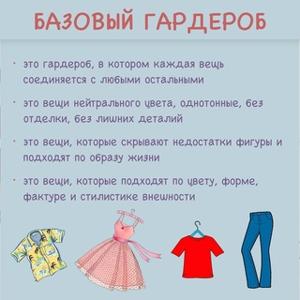 БАЗОВЫЙ ГАРДЕРОБ
· это гардероб, в котором каждая вещь
соединяется с любыми остальными
· это вещи нейтрального цвета, однотонные, без
отделки, без лишних деталий
· это вещи, которые скрывают недостатки фигуры и
подходят по образу жизни
· это вещи, которые подходят по цвету, форме,
фактуре и стилистике внешности